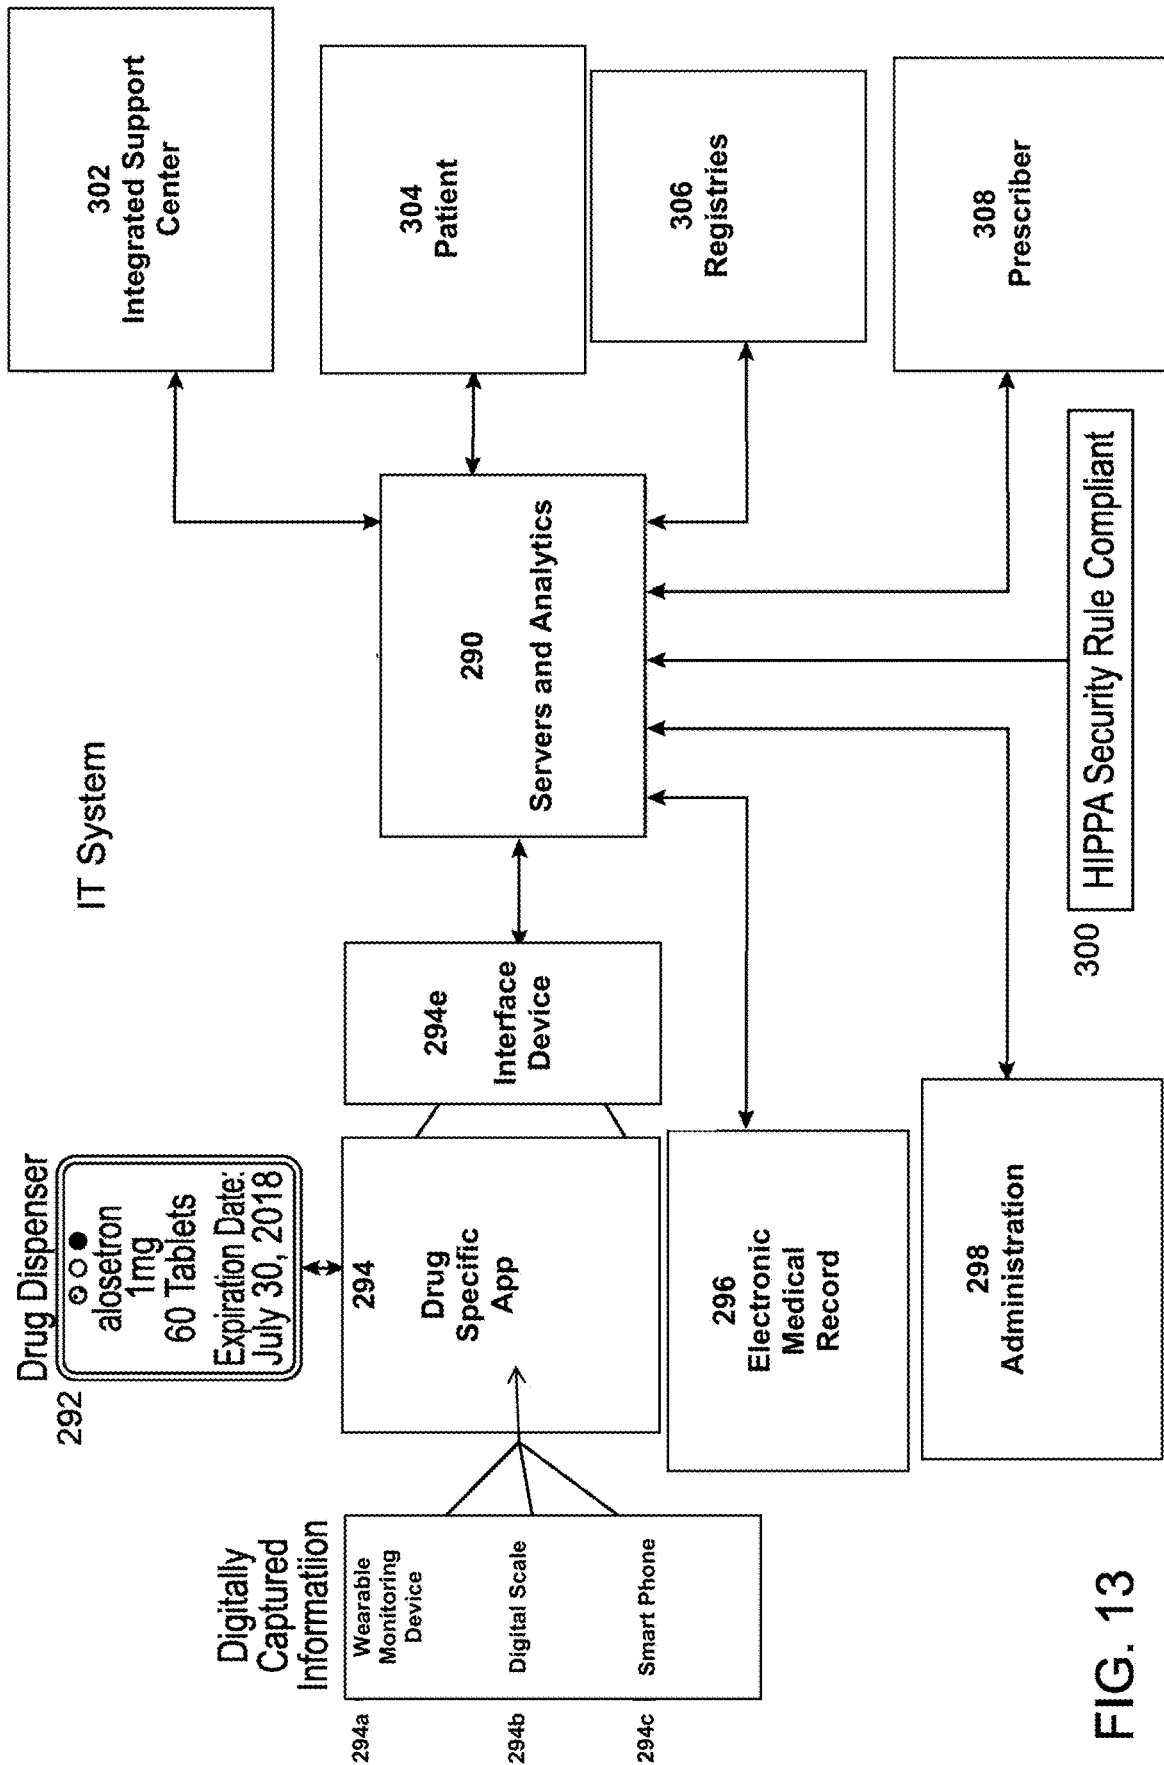 IT System
Drug Dispenser
292
alosetron
1mg
60 Tablets
Expiration Date:
July 30, 2018
Digitally
Captured
Informatiion
294a
Wearable
Monitoring
Device
294b
Digital Scale
294c
Smart Phone
294
Drug
Specific
App
294e
Interface
Device
290
Servers and Analytics
302
Integrated Support
Center
304
Patient
306
Registries
308
Prescriber
296
Electronic
Medical
Record
298
Administration
300
HIPPA Security Rule Compliant
FIG. 13